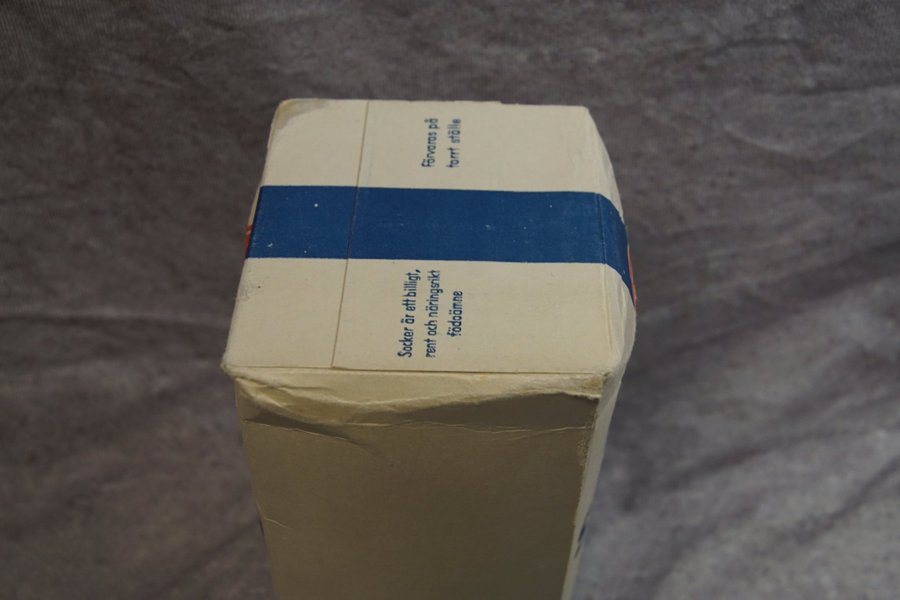 Förvaras på
torrt ställe
Socker är ett billigt,
rent och näringsrikt
födoämne